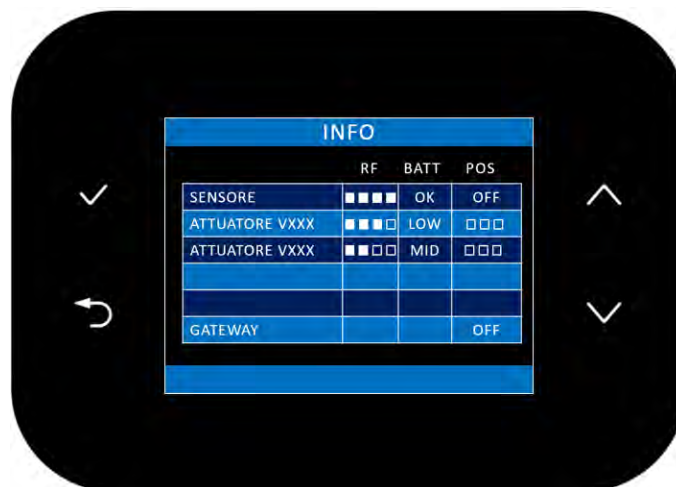 INFO
RF BATT POS
SENSORE ■■■■ OK OFF
ATTUATORE VXXX ■■■□ LOW □□□
ATTUATORE VXXX ■■□□ MID □□□
GATEWAY OFF